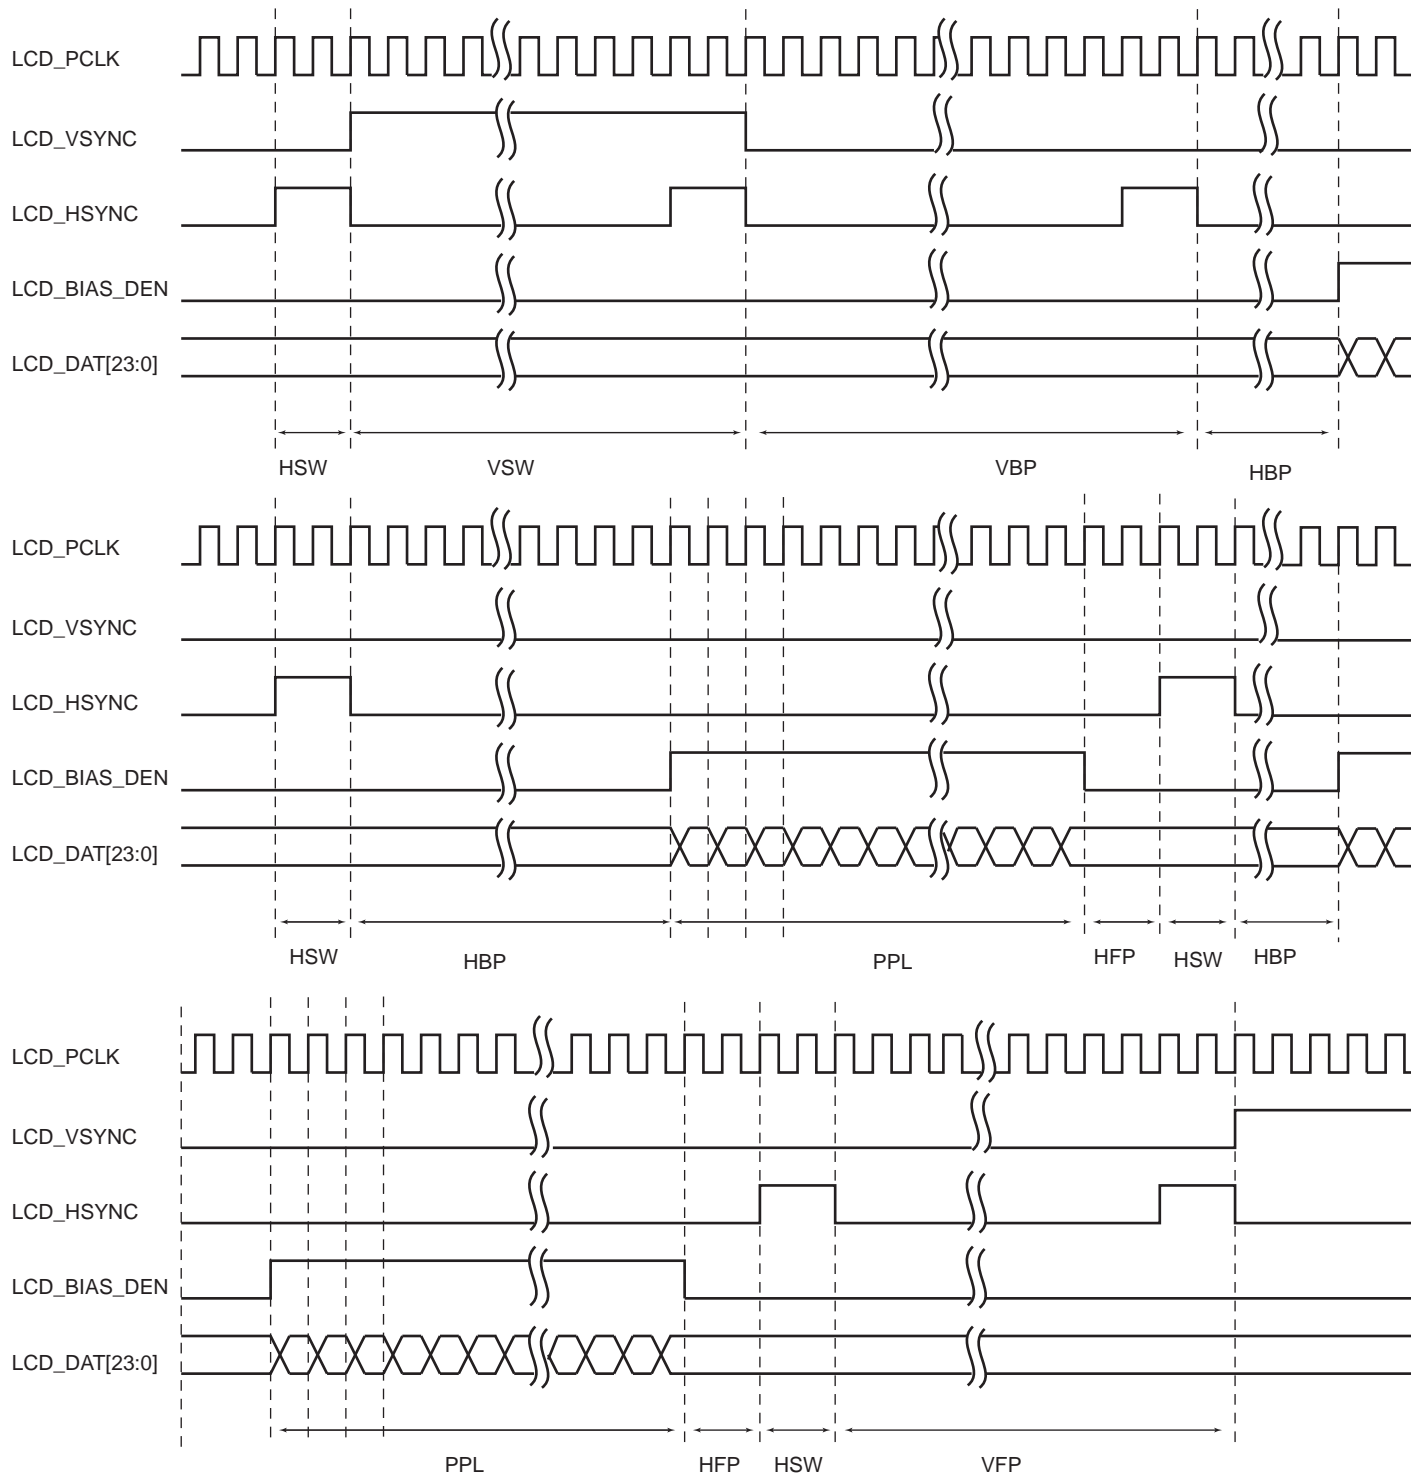 LCD_PCLK
LCD_VSYNC
LCD_HSYNC
LCD_BIAS_DEN
LCD_DAT[23:0]
HSW VSW VBP HBP
LCD_PCLK
LCD_VSYNC
LCD_HSYNC
LCD_BIAS_DEN
LCD_DAT[23:0]
HSW HBP PPL HFP HSW HBP
LCD_PCLK
LCD_VSYNC
LCD_HSYNC
LCD_BIAS_DEN
LCD_DAT[23:0]
PPL HFP HSW VFP